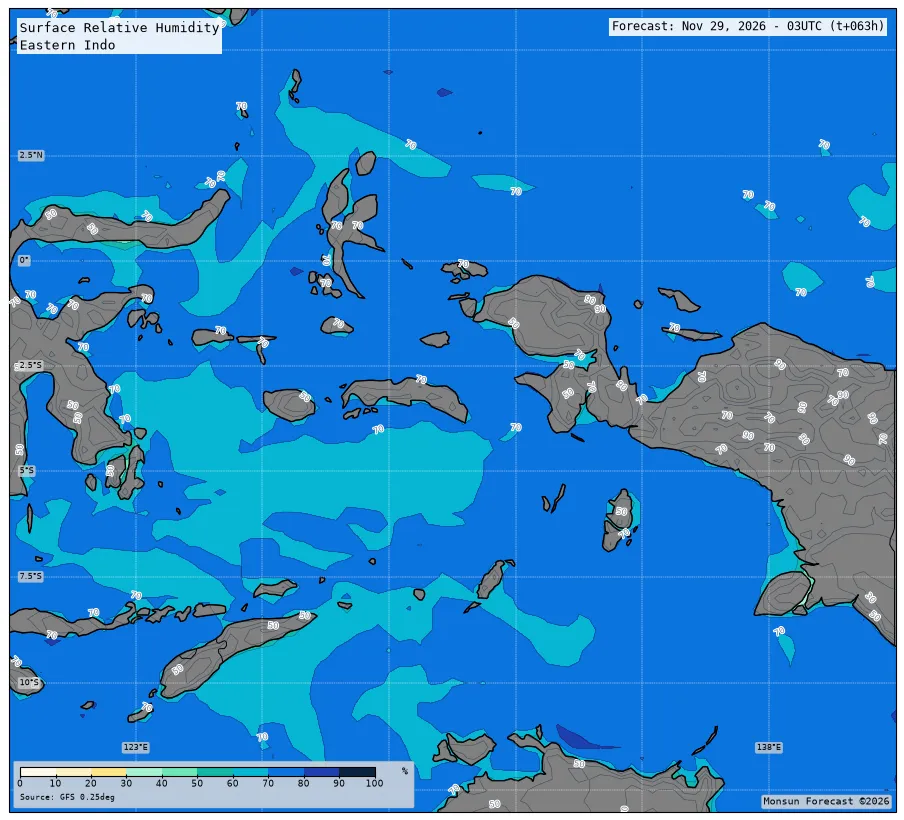 Surface Relative Humidity
Eastern Indo
Forecast: Nov 29, 2026 - 03UTC (t+063h)
2.5°N
0°
2.5°S
5°S
7.5°S
10°S
123°E
138°E
0 10 20 30 40 50 60 70 80 90 100 %
Source: GFS 0.25deg
Monsun Forecast ©2026